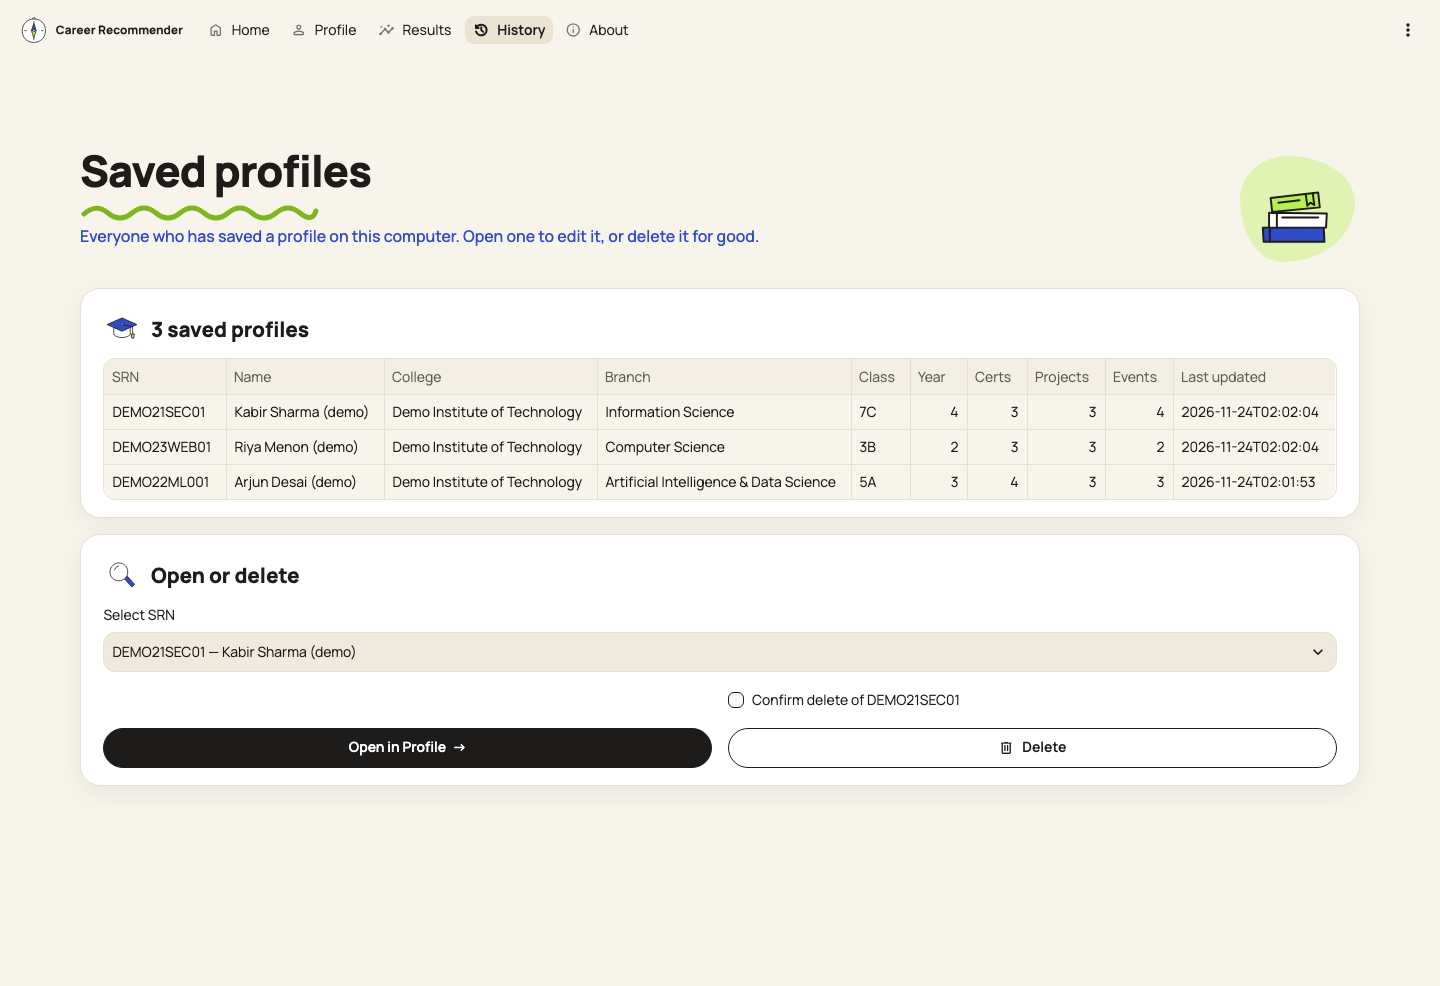 Career Recommender Home Profile Results History About
Saved profiles
Everyone who has saved a profile on this computer. Open one to edit it, or delete it for good.
3 saved profiles
SRN Name College Branch Class Year Certs Projects Events Last updated
DEMO21SEC01 Kabir Sharma (demo) Demo Institute of Technology Information Science 7C 4 3 3 4 2026-11-24T02:02:04
DEMO23WEB01 Riya Menon (demo) Demo Institute of Technology Computer Science 3B 2 3 3 2 2026-11-24T02:02:04
DEMO22ML001 Arjun Desai (demo) Demo Institute of Technology Artificial Intelligence & Data Science 5A 3 4 3 3 2026-11-24T02:01:53
Open or delete
Select SRN
DEMO21SEC01 — Kabir Sharma (demo)
Confirm delete of DEMO21SEC01
Open in Profile → Delete